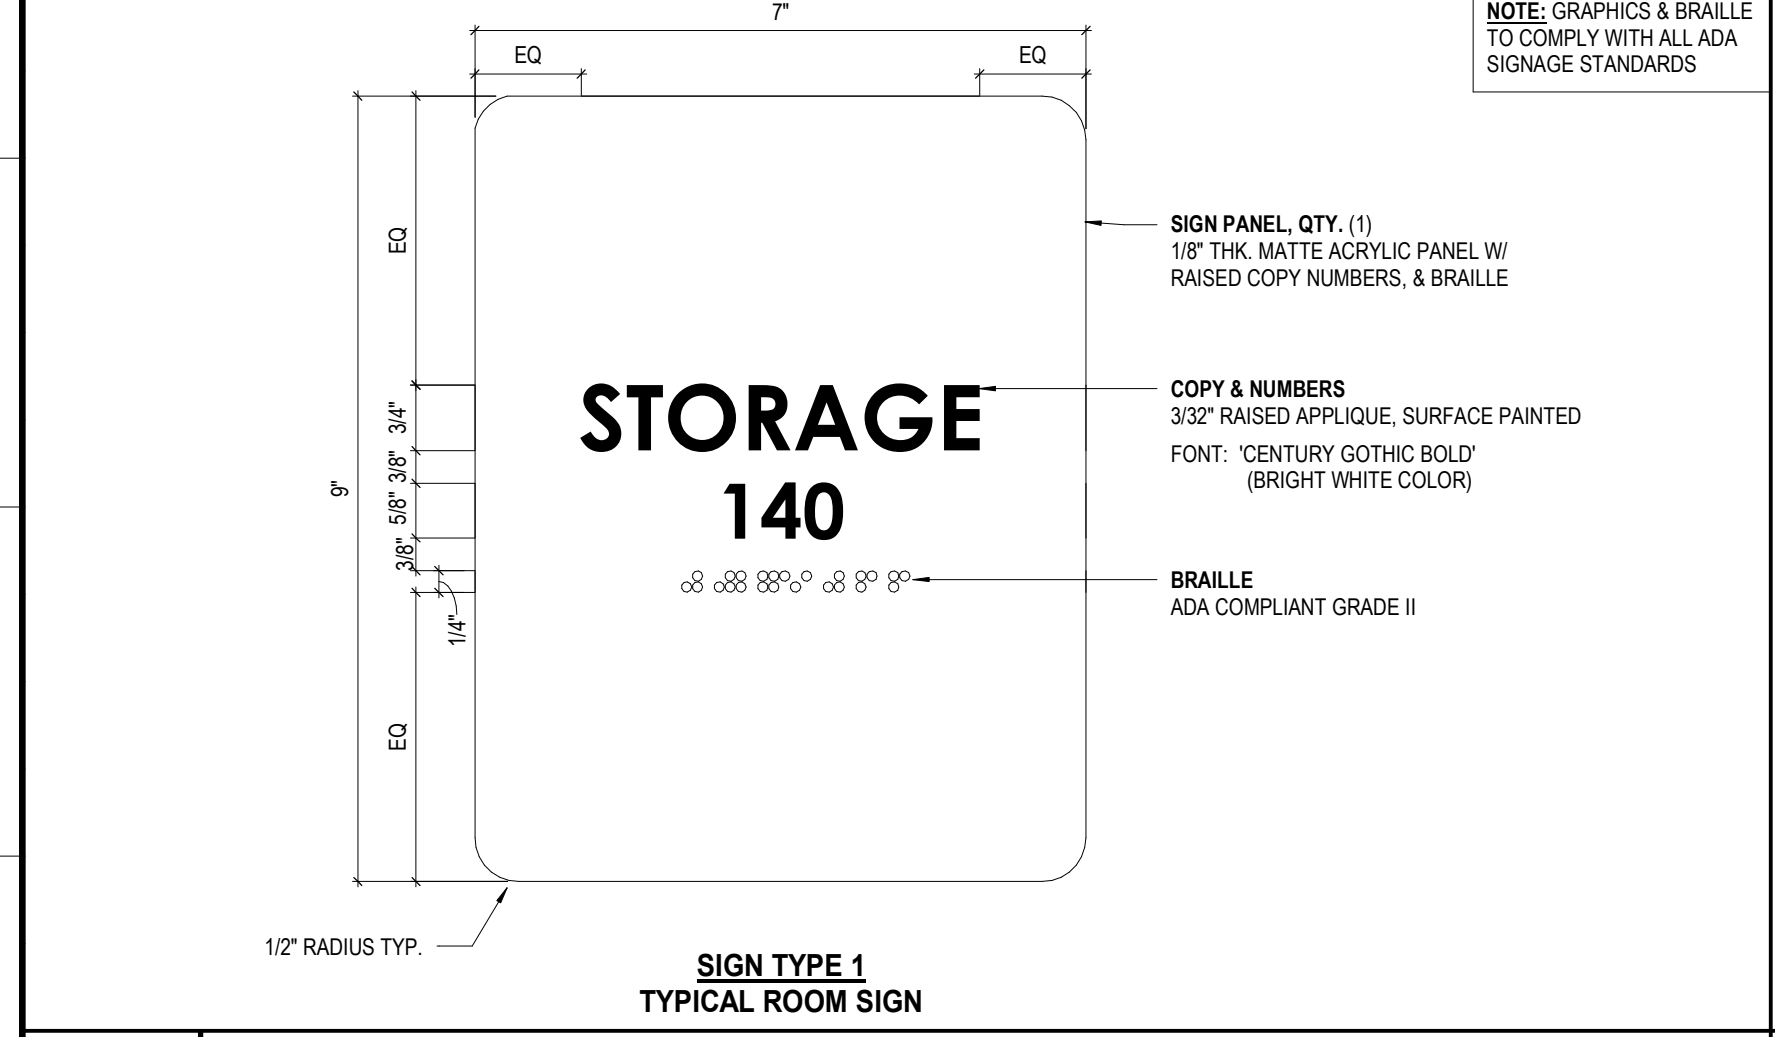 7"
NOTE: GRAPHICS & BRAILLE
TO COMPLY WITH ALL ADA
SIGNAGE STANDARDS
EQ
EQ
EQ
SIGN PANEL, QTY. (1)
1/8" THK. MATTE ACRYLIC PANEL W/
RAISED COPY NUMBERS, & BRAILLE
3/4"
STORAGE
COPY & NUMBERS
3/32" RAISED APPLIQUE, SURFACE PAINTED
FONT: 'CENTURY GOTHIC BOLD'
(BRIGHT WHITE COLOR)
3/8"
9"
5/8"
140
3/8"
BRAILLE
ADA COMPLIANT GRADE II
1/4"
EQ
1/2" RADIUS TYP.
SIGN TYPE 1
TYPICAL ROOM SIGN